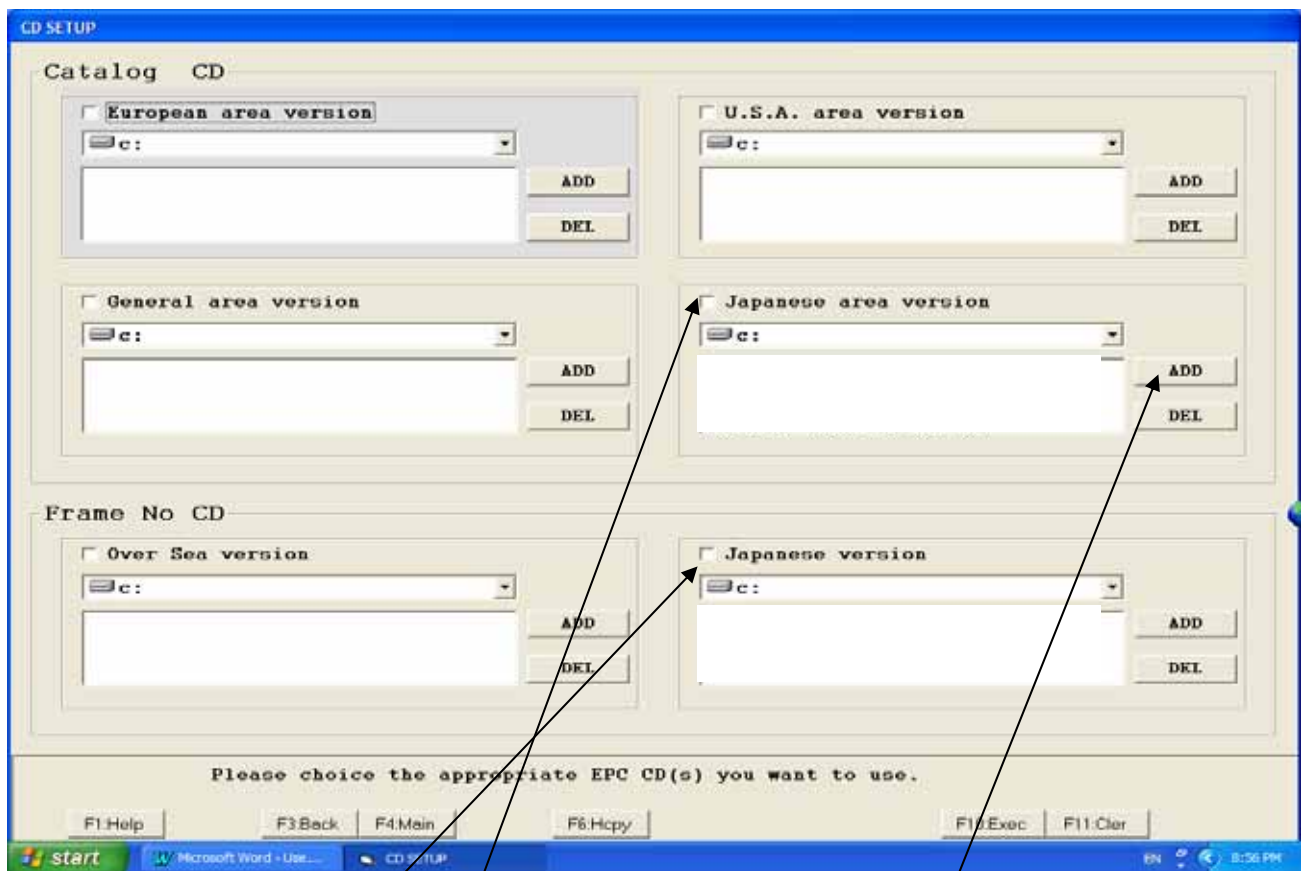 CD SETUP
Catalog CD
European area version
c:
ADD
DEL
U.S.A. area version
c:
ADD
DEL
General area version
c:
ADD
DEL
Japanese area version
c:
ADD
DEL
Frame No CD
Over Sea version
c:
ADD
DEL
Japanese version
c:
ADD
DEL
Please choice the appropriate EPC CD(s) you want to use.
F1:Help F3:Back F4:Main F6:Hcpy F10:Exec F11:Cler
start Microsoft Word - Use.... CD SETUP EN 8:56 PM